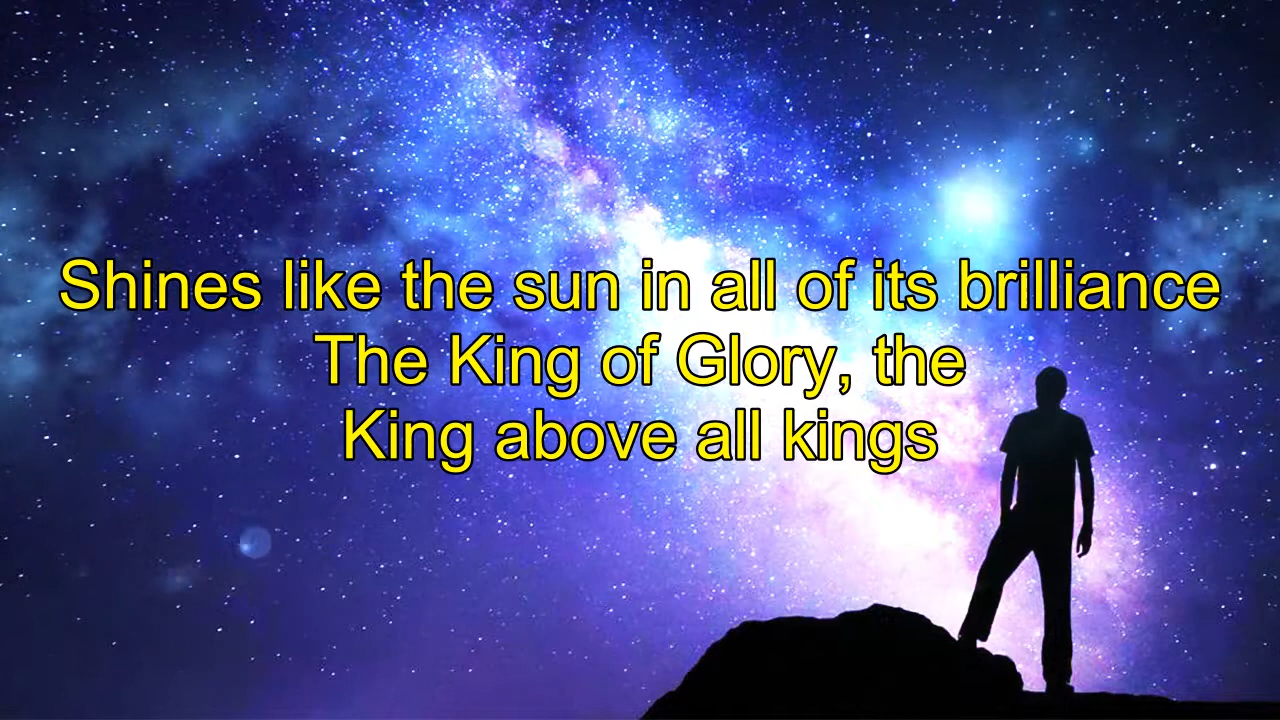 Shines like the sun in all of its brilliance
The King of Glory, the
King above all kings